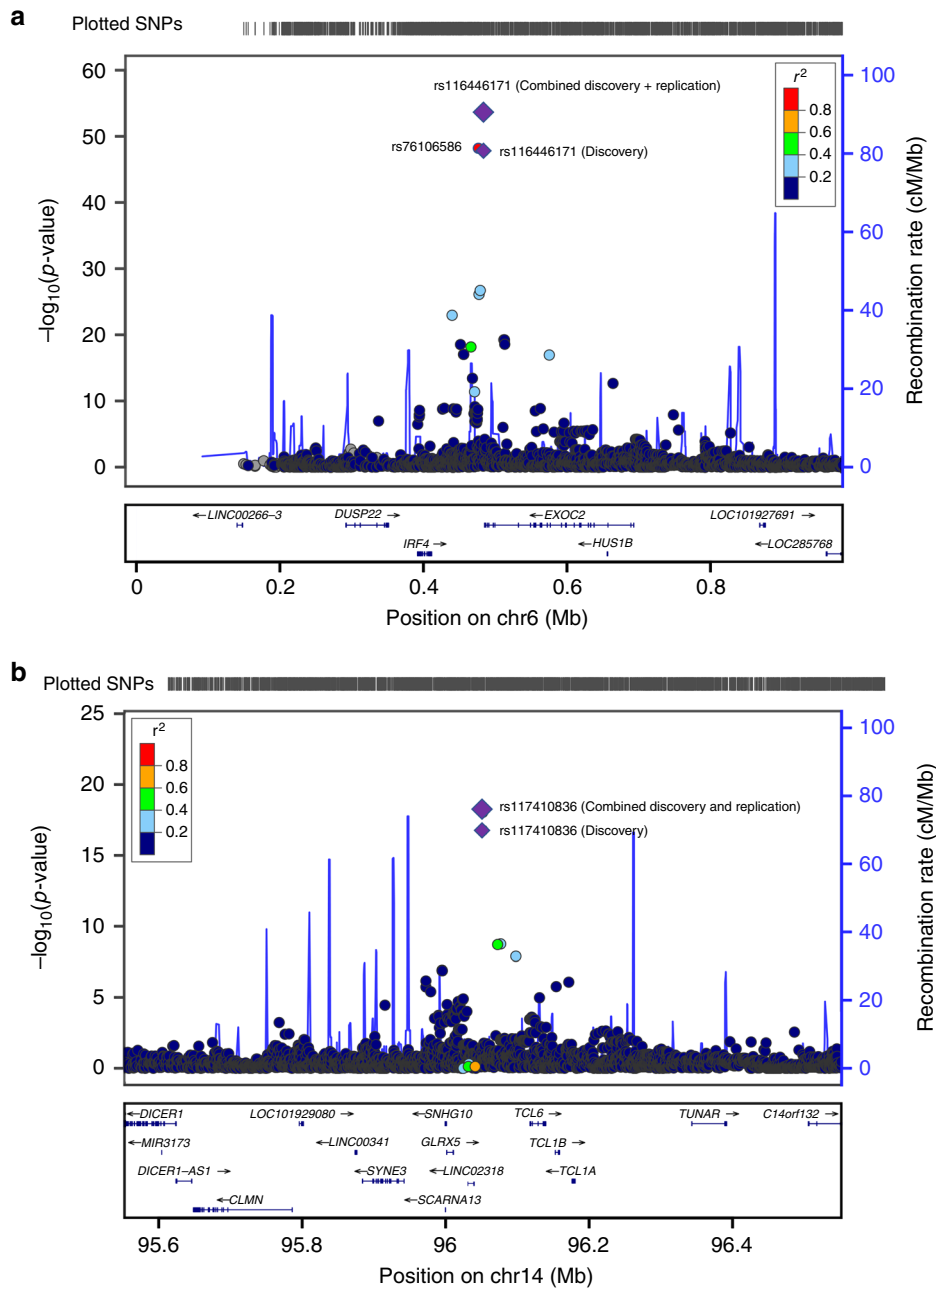 a
Plotted SNPs
60
50
40
30
20
10
0
–log10(p-value)
rs116446171 (Combined discovery + replication)
rs76106586
rs116446171 (Discovery)
r2
0.8
0.6
0.4
0.2
100
80
60
40
20
0
Recombination rate (cM/Mb)
←LINC00266–3
DUSP22 →
←EXOC2
LOC101927691 →
IRF4 →
←HUS1B
←LOC285768
0
0.2
0.4
0.6
0.8
Position on chr6 (Mb)
b
Plotted SNPs
25
20
15
10
5
0
–log10(p-value)
r2
0.8
0.6
0.4
0.2
rs117410836 (Combined discovery and replication)
rs117410836 (Discovery)
100
80
60
40
20
0
Recombination rate (cM/Mb)
←DICER1
LOC101929080 →
←SNHG10
TCL6 →
TUNAR →
C14orf132 →
←MIR3173
←LINC00341
GLRX5 →
TCL1B →
DICER1–AS1 →
←SYNE3
←LINC02318
←TCL1A
←CLMN
←SCARNA13
95.6
95.8
96
96.2
96.4
Position on chr14 (Mb)